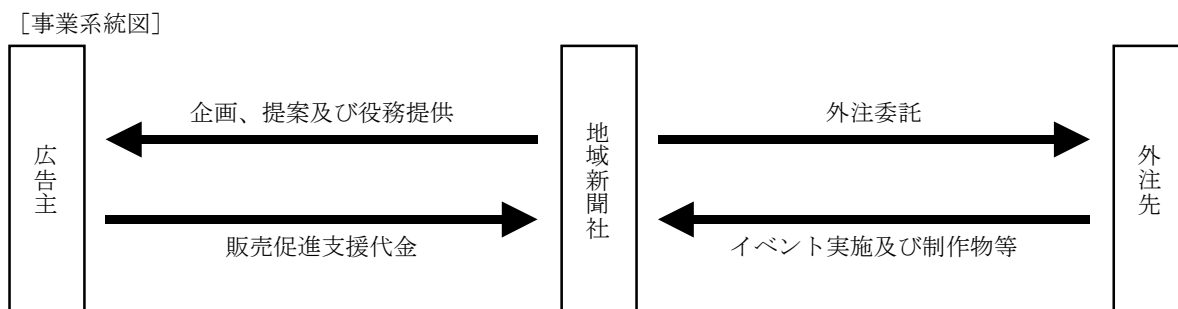 ［事業系統図］
広告主
企画、提案及び役務提供
販売促進支援代金
地域新聞社
外注委託
イベント実施及び制作物等
外注先